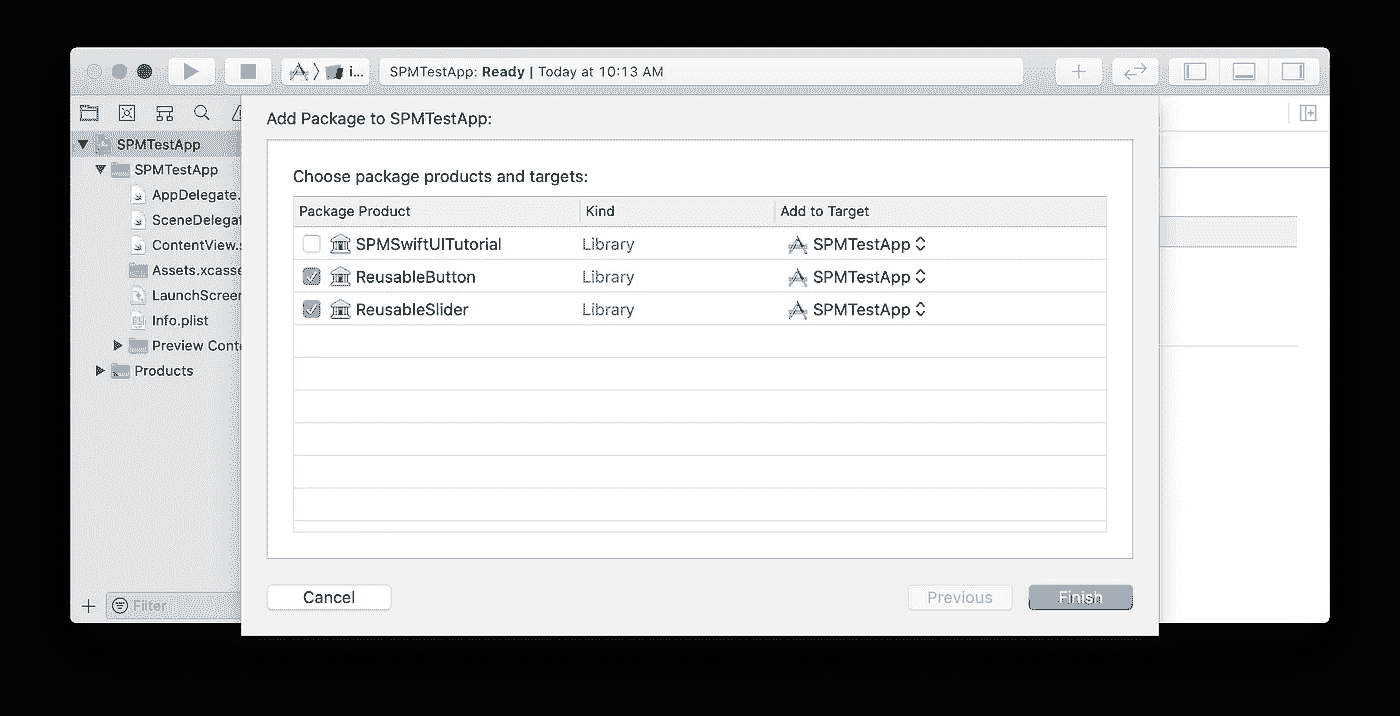 i...
SPMTestApp: Ready | Today at 10:13 AM
Add Package to SPMTestApp:
SPMTestApp
SPMTestApp
AppDelegate.
SceneDelegat
ContentView.s
Assets.xcasse
LaunchScreen
Info.plist
Preview Conte
Products
Filter
Choose package products and targets:
Package Product Kind Add to Target
SPMSwiftUITutorial Library SPMTestApp
ReusableButton Library SPMTestApp
ReusableSlider Library SPMTestApp
Cancel Previous Finish